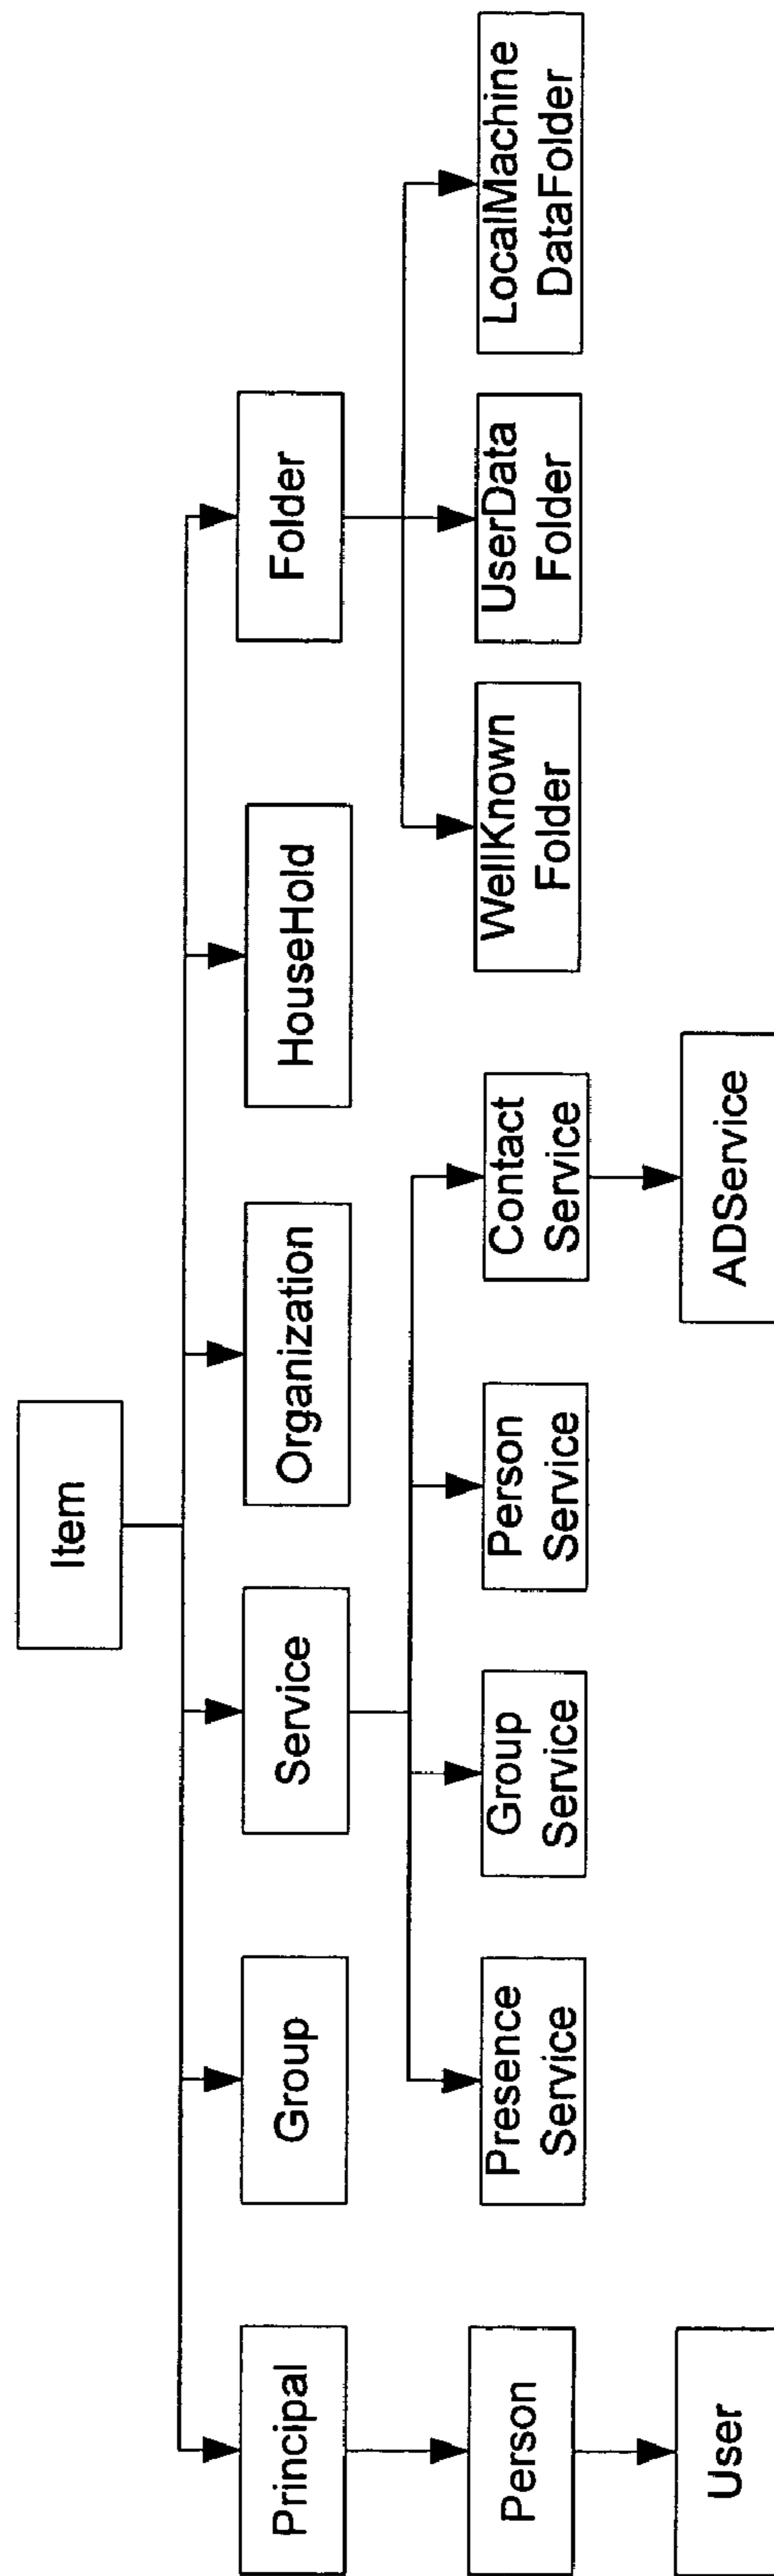 Item
Principal
Group
Service
Organization
HouseHold
Folder
Person
Presence
Service
Group
Service
Person
Service
Contact
Service
WellKnown
Folder
UserData
Folder
LocalMachine
DataFolder
User
ADService